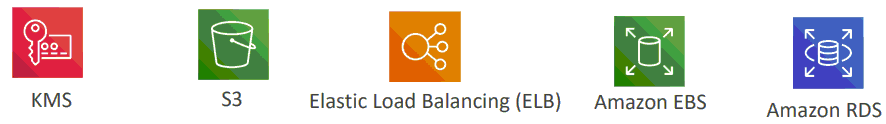 KMS
S3
Elastic Load Balancing (ELB)
Amazon EBS
Amazon RDS